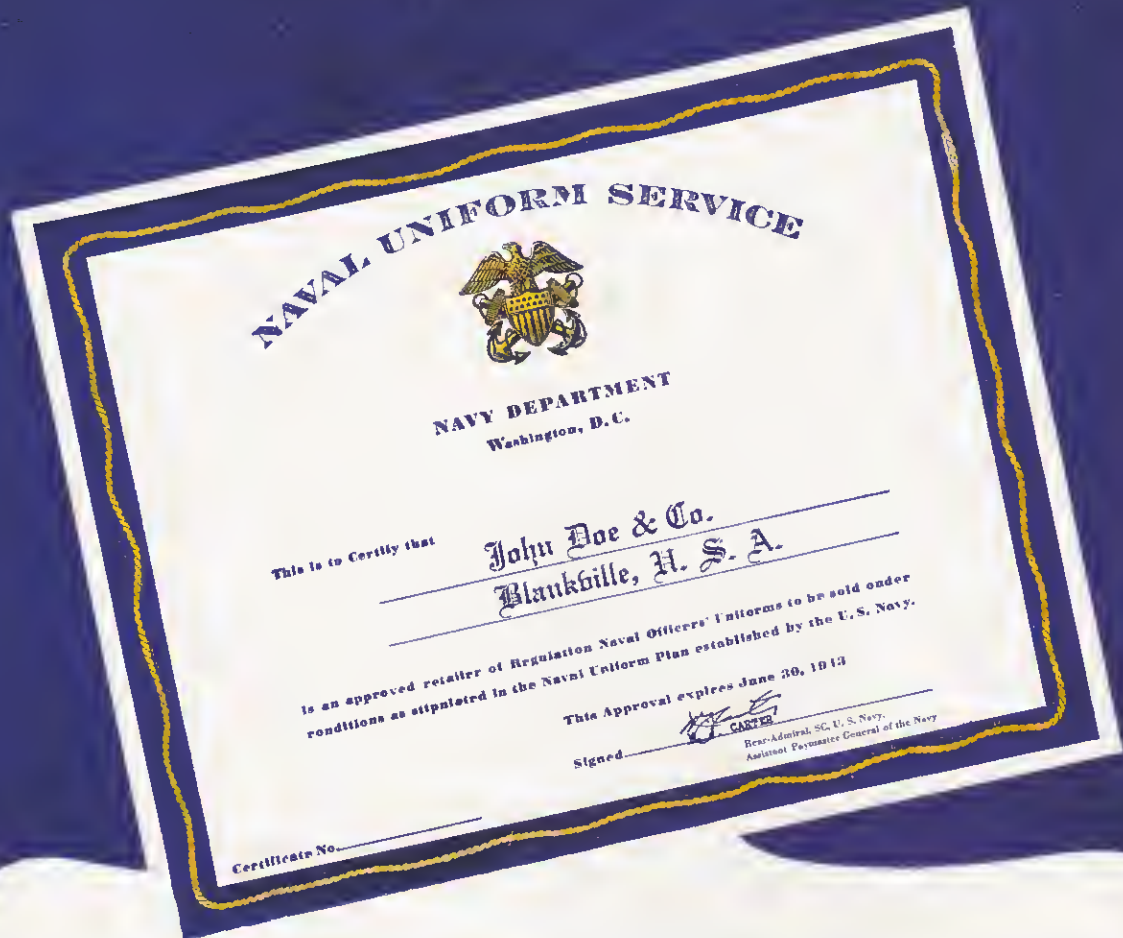 NAVAL UNIFORM SERVICE
NAVY DEPARTMENT
Washington, D.C.
This is to Certify that
John Doe & Co.
Blankville, U. S. A.
is an approved retailer of Regulation Naval Officers' Uniforms to be sold under
conditions as stipulated in the Naval Uniform Plan established by the U.S. Navy.
This Approval expires June 30, 1943
Signed
CARTER
Rear-Admiral, SC, U. S. Navy.
Assistant Paymaster General of the Navy
Certificate No.